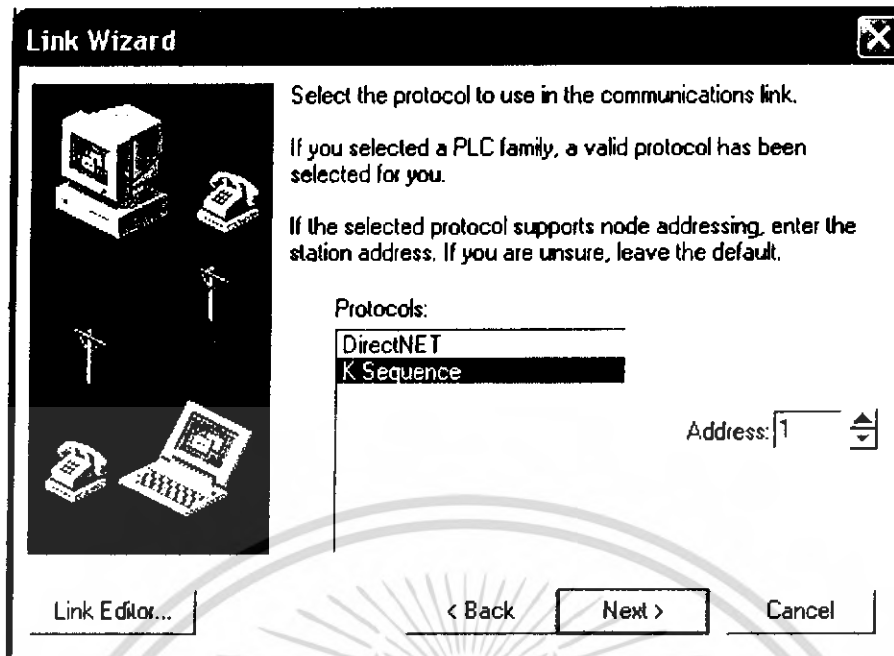 Link Wizard
Select the protocol to use in the communications link.
If you selected a PLC family, a valid protocol has been
selected for you.
If the selected protocol supports node addressing, enter the
station address. If you are unsure, leave the default.
Protocols:
DirectNET
K Sequence
Address: 1
Link Editor... < Back Next > Cancel